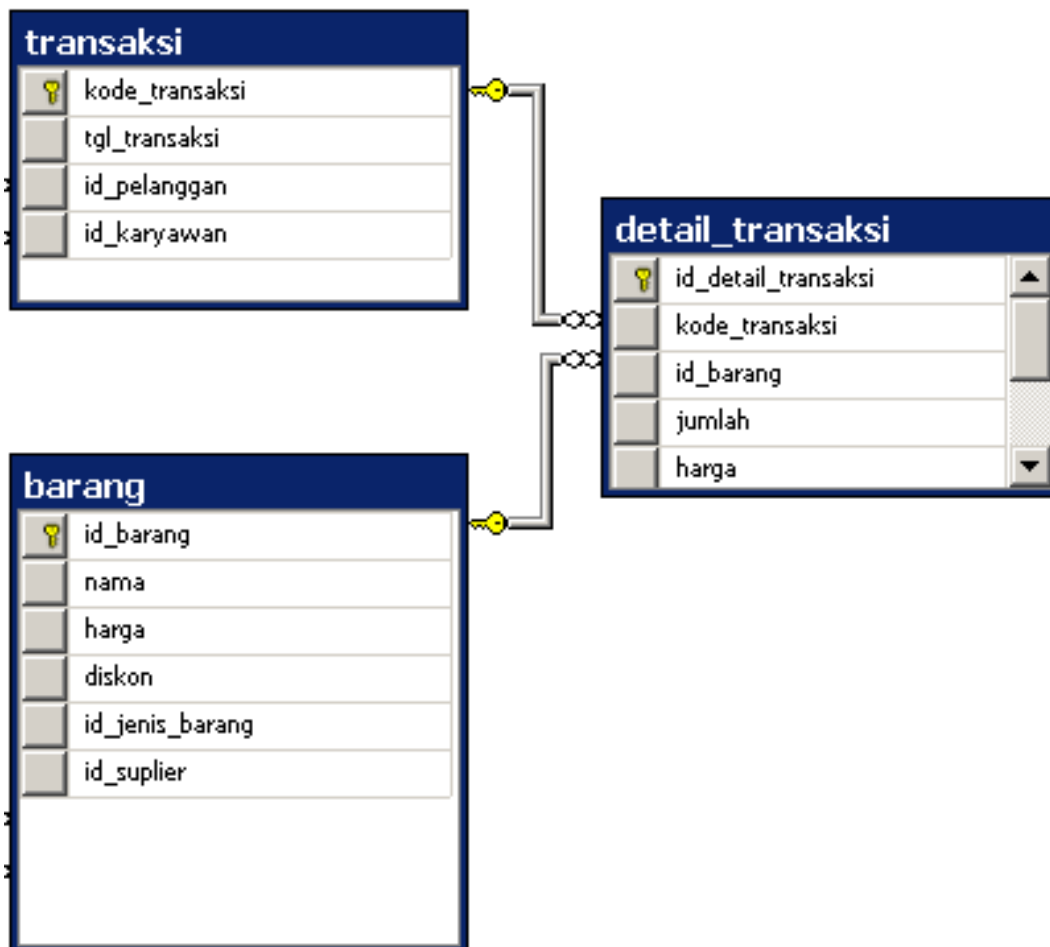 transaksi
kode_transaksi
tgl_transaksi
id_pelanggan
id_karyawan
detail_transaksi
id_detail_transaksi
kode_transaksi
id_barang
jumlah
harga
barang
id_barang
nama
harga
diskon
id_jenis_barang
id_suplier